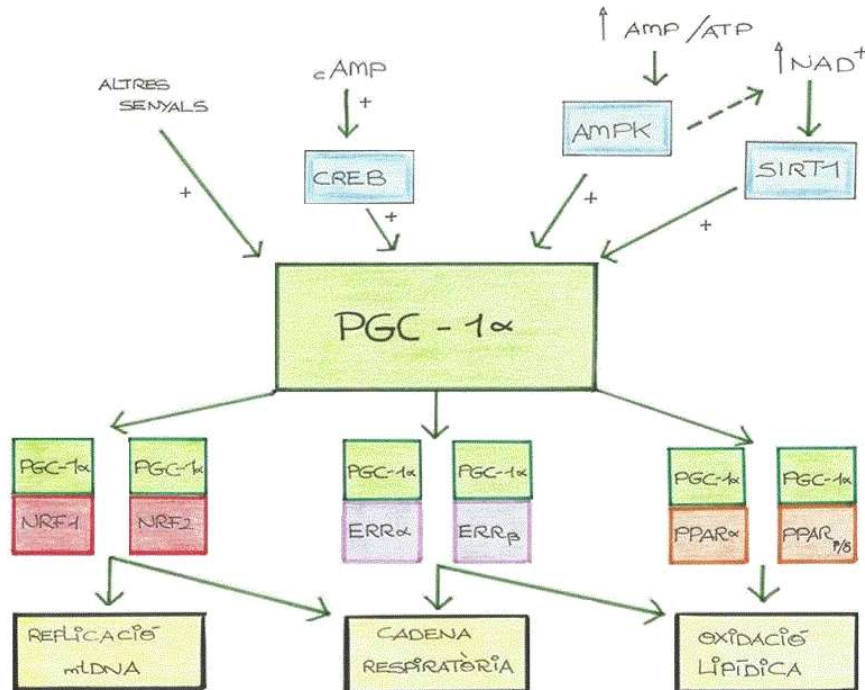 ↑ AMP/ATP
↑ NAD+
cAMP
ALTRES
SENYALS
+
AMPK
CREB
SIRT1
+
+
+
+
PGC-1α
PGC-1α
PGC-1α
PGC-1α
PGC-1α
PGC-1α
PGC-1α
NRF1
NRF2
ERRα
ERRβ
PPARα
PPAR
REPLICACIÓ
mtDNA
CADENA
RESPIRATÒRIA
OXIDACIÓ
LIPÍDICA